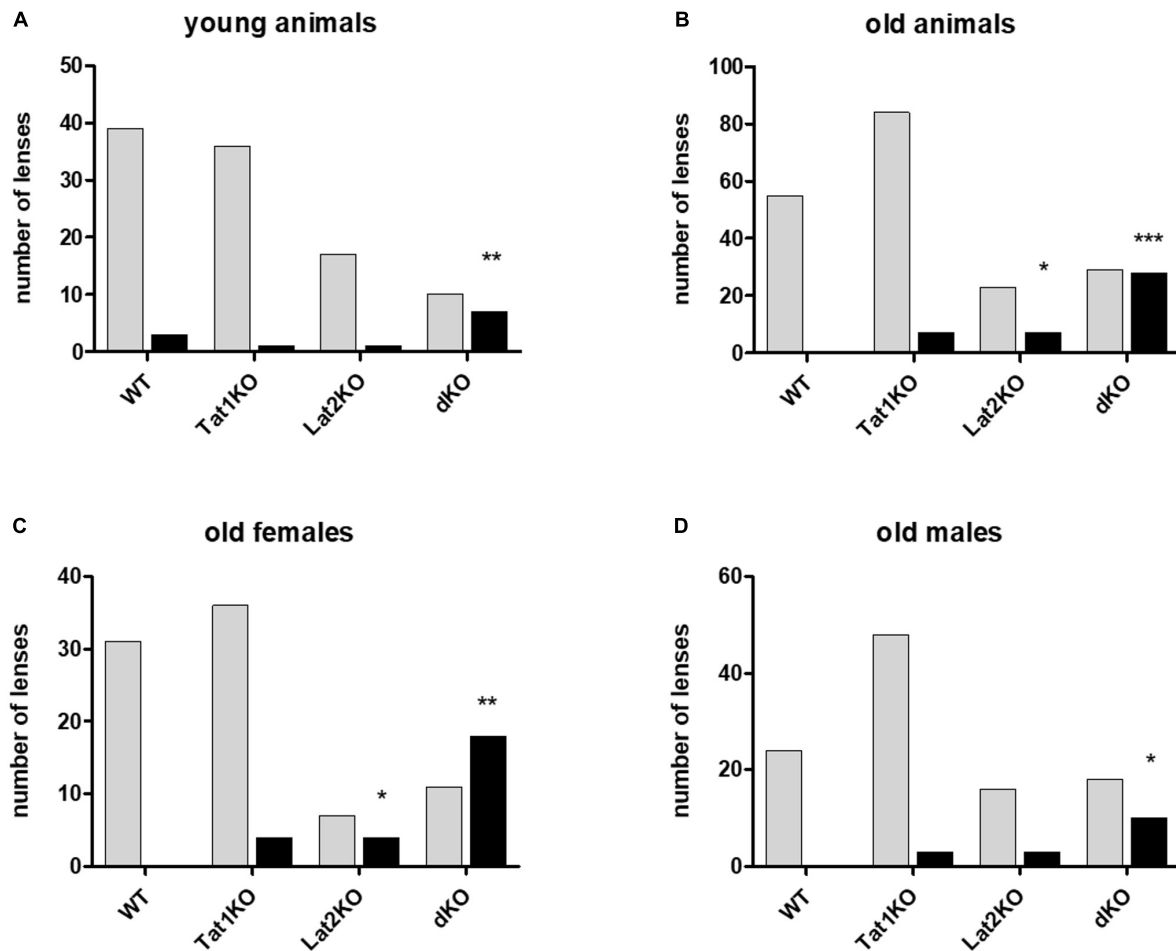 A
young animals
number of lenses
50
40
30
20
10
0
**
WT
Tat1KO
Lat2KO
dKO
B
old animals
number of lenses
100
80
60
40
20
0
*
***
WT
Tat1KO
Lat2KO
dKO
C
old females
number of lenses
40
30
20
10
0
*
**
WT
Tat1KO
Lat2KO
dKO
D
old males
number of lenses
60
40
20
0
*
WT
Tat1KO
Lat2KO
dKO